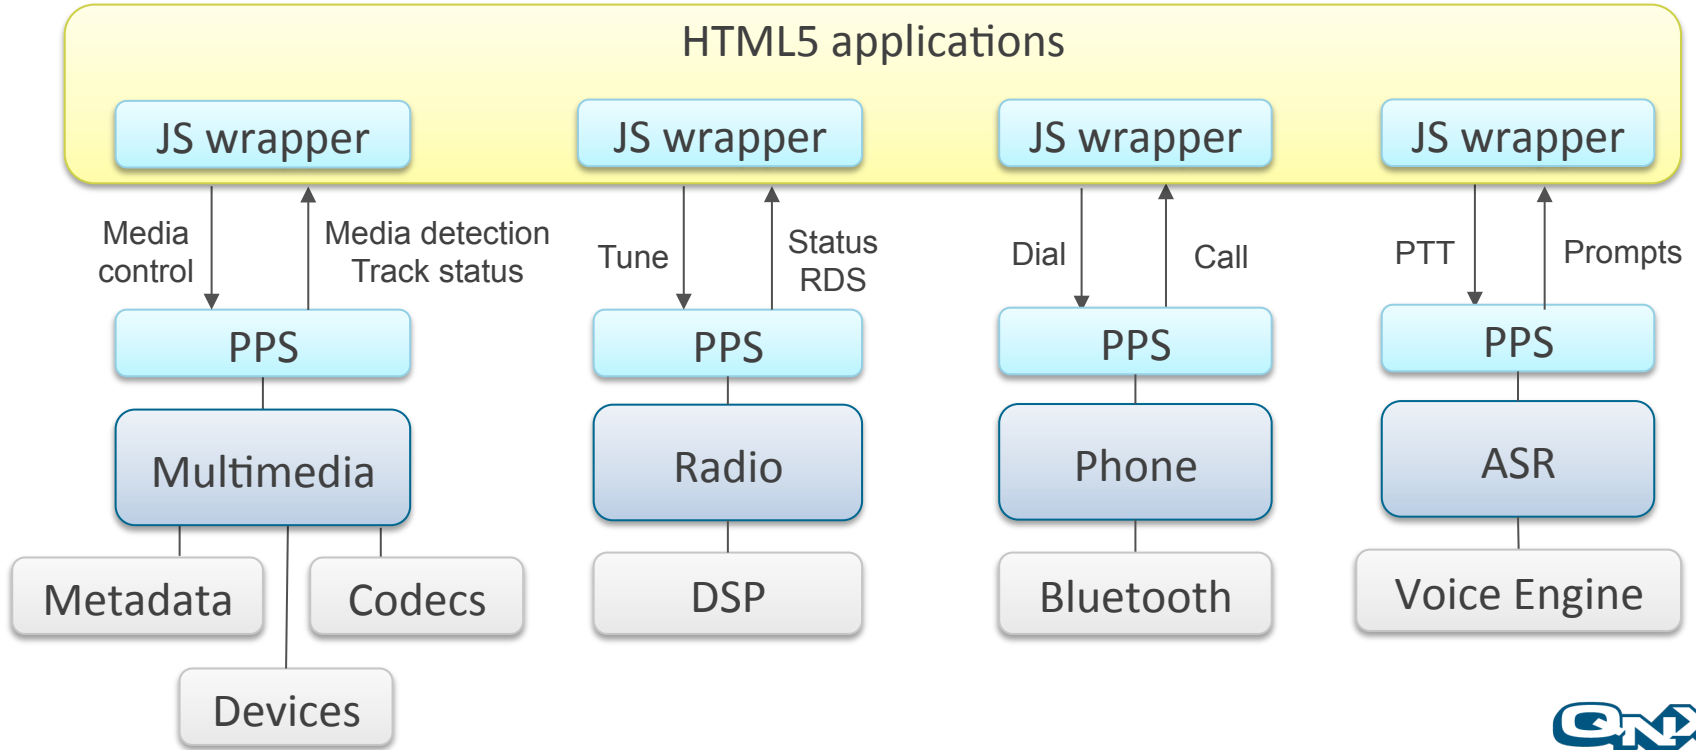 HTML5 applications
JS wrapper
JS wrapper
JS wrapper
JS wrapper
Media
control
Media detection
Track status
Tune
Status
RDS
Dial
Call
PTT
Prompts
PPS
PPS
PPS
PPS
Multimedia
Radio
Phone
ASR
Metadata
Codecs
DSP
Bluetooth
Voice Engine
Devices
QNX